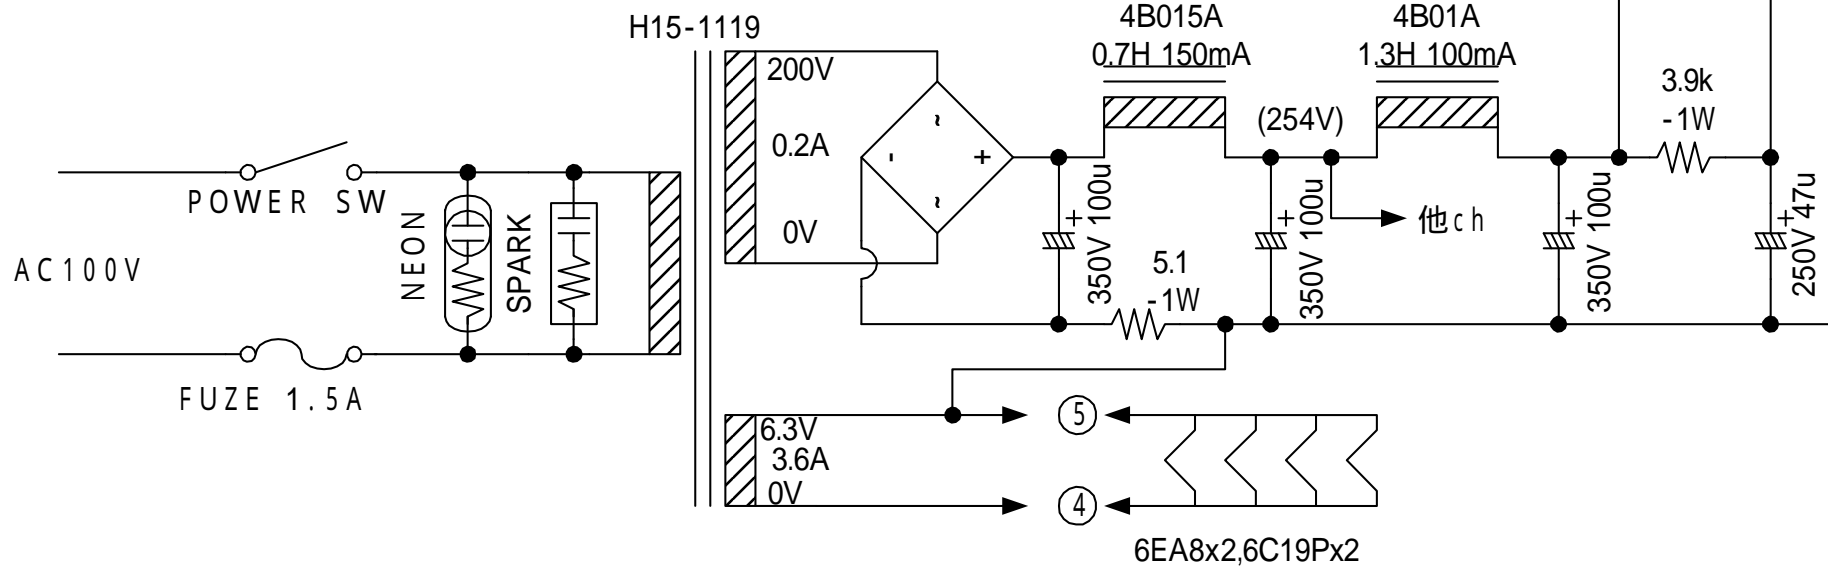 H15-1119
4B015A
0.7H 150mA
4B01A
1.3H 100mA
200V
0.2A
0V
~
-
+
~
(254V)
3.9k
-1W
POWER SW
NEON
SPARK
AC100V
FUZE 1.5A
+
350V 100u
+
350V 100u
他ch
+
350V 100u
+
250V 47u
5.1
-1W
6.3V
3.6A
0V
⑤
④
6EA8x2,6C19Px2